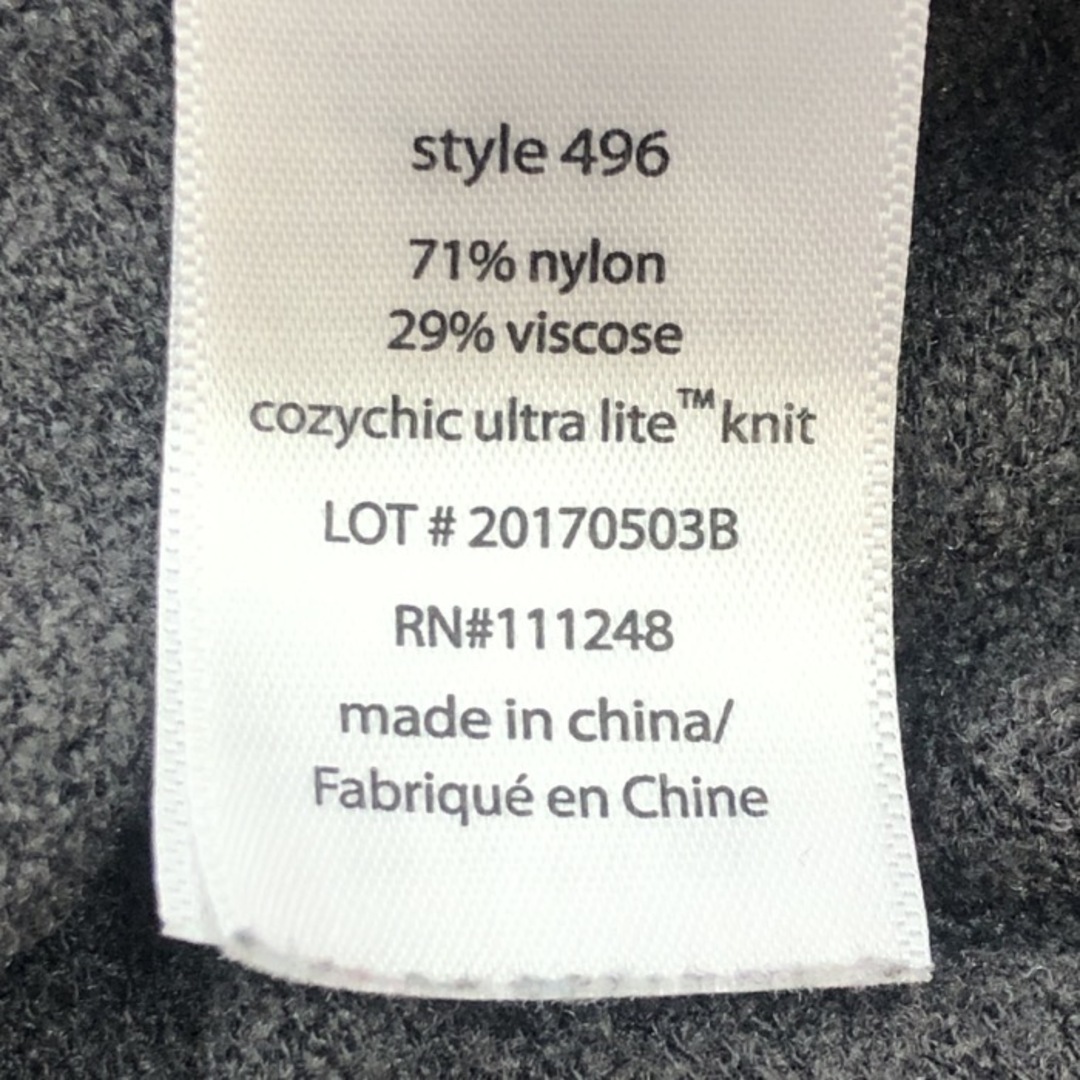 style 496
71% nylon
29% viscose
cozychic ultra lite™ knit
LOT # 20170503B
RN#111248
made in china/
Fabriqué en Chine